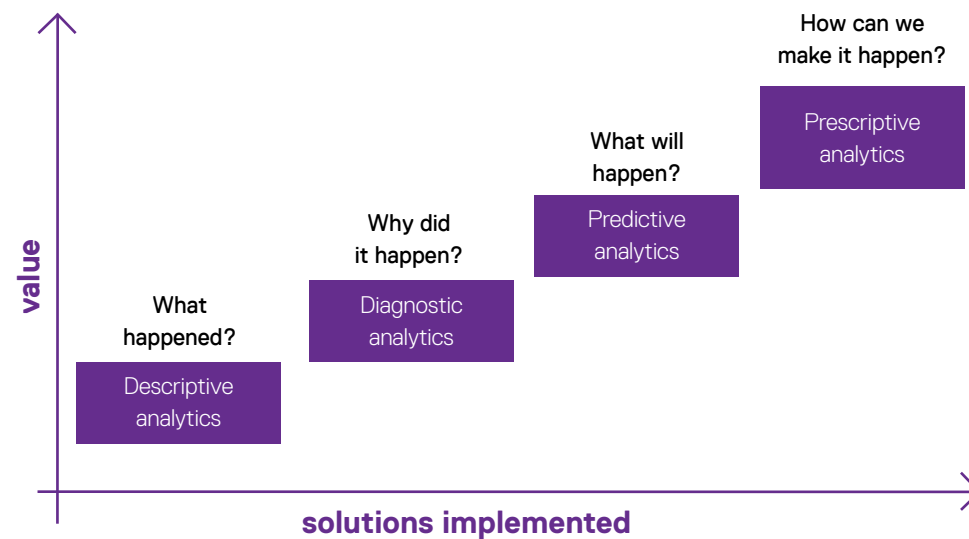 How can we
make it happen?
Prescriptive
analytics
What will
happen?
Predictive
analytics
Why did
it happen?
Diagnostic
analytics
What
happened?
Descriptive
analytics
value
solutions implemented